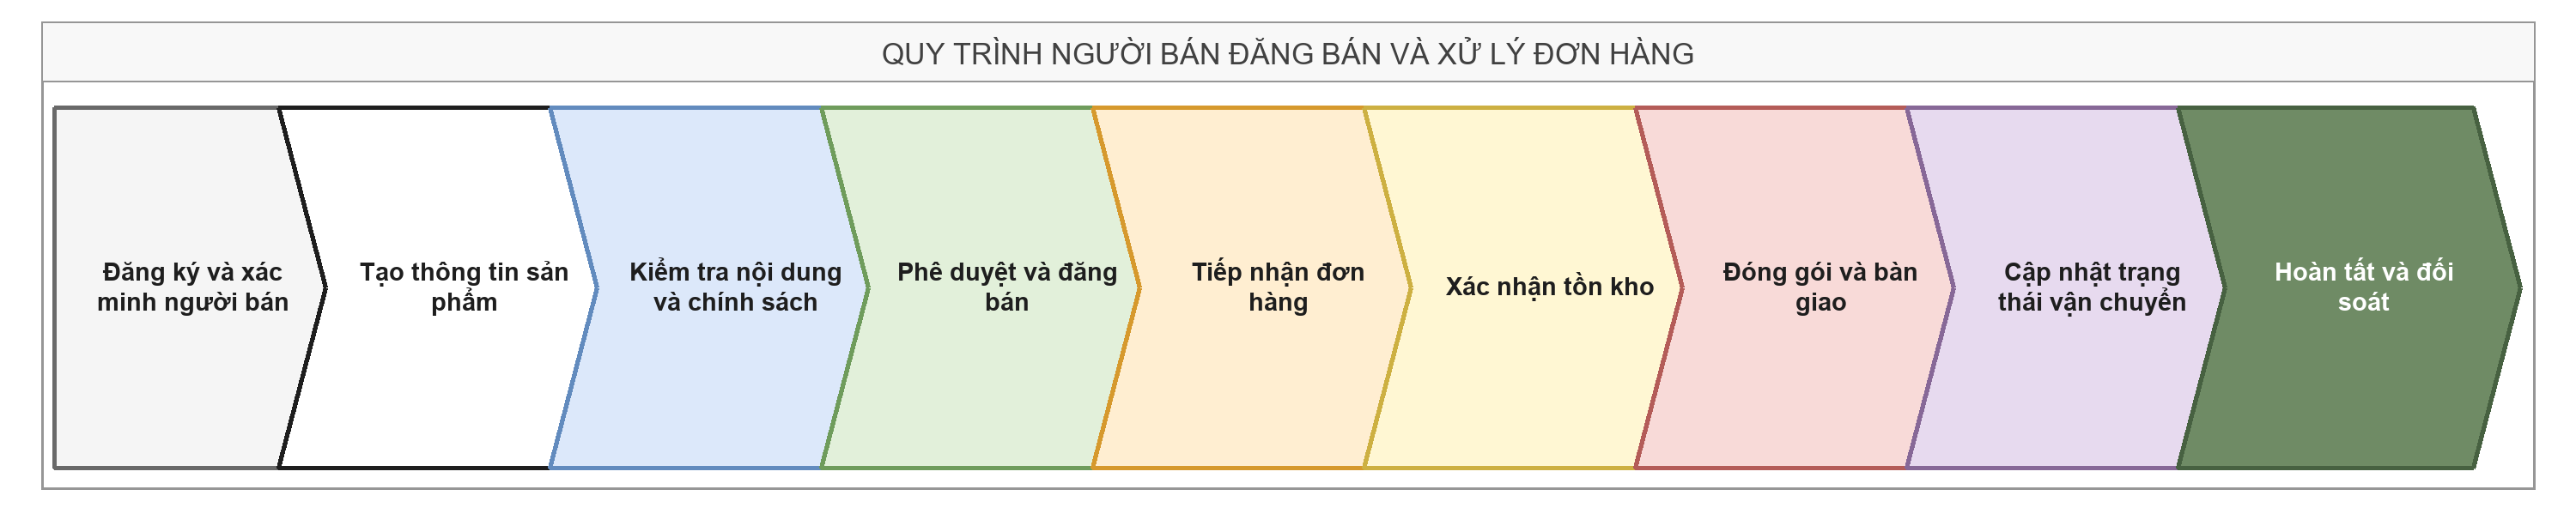 QUY TRÌNH NGƯỜI BÁN ĐĂNG BÁN VÀ XỬ LÝ ĐƠN HÀNG
Đăng ký và xác
minh người bán
Tạo thông tin sản
phẩm
Kiểm tra nội dung
và chính sách
Phê duyệt và đăng
bán
Tiếp nhận đơn
hàng
Xác nhận tồn kho
Đóng gói và bàn
giao
Cập nhật trạng
thái vận chuyển
Hoàn tất và đối
soát